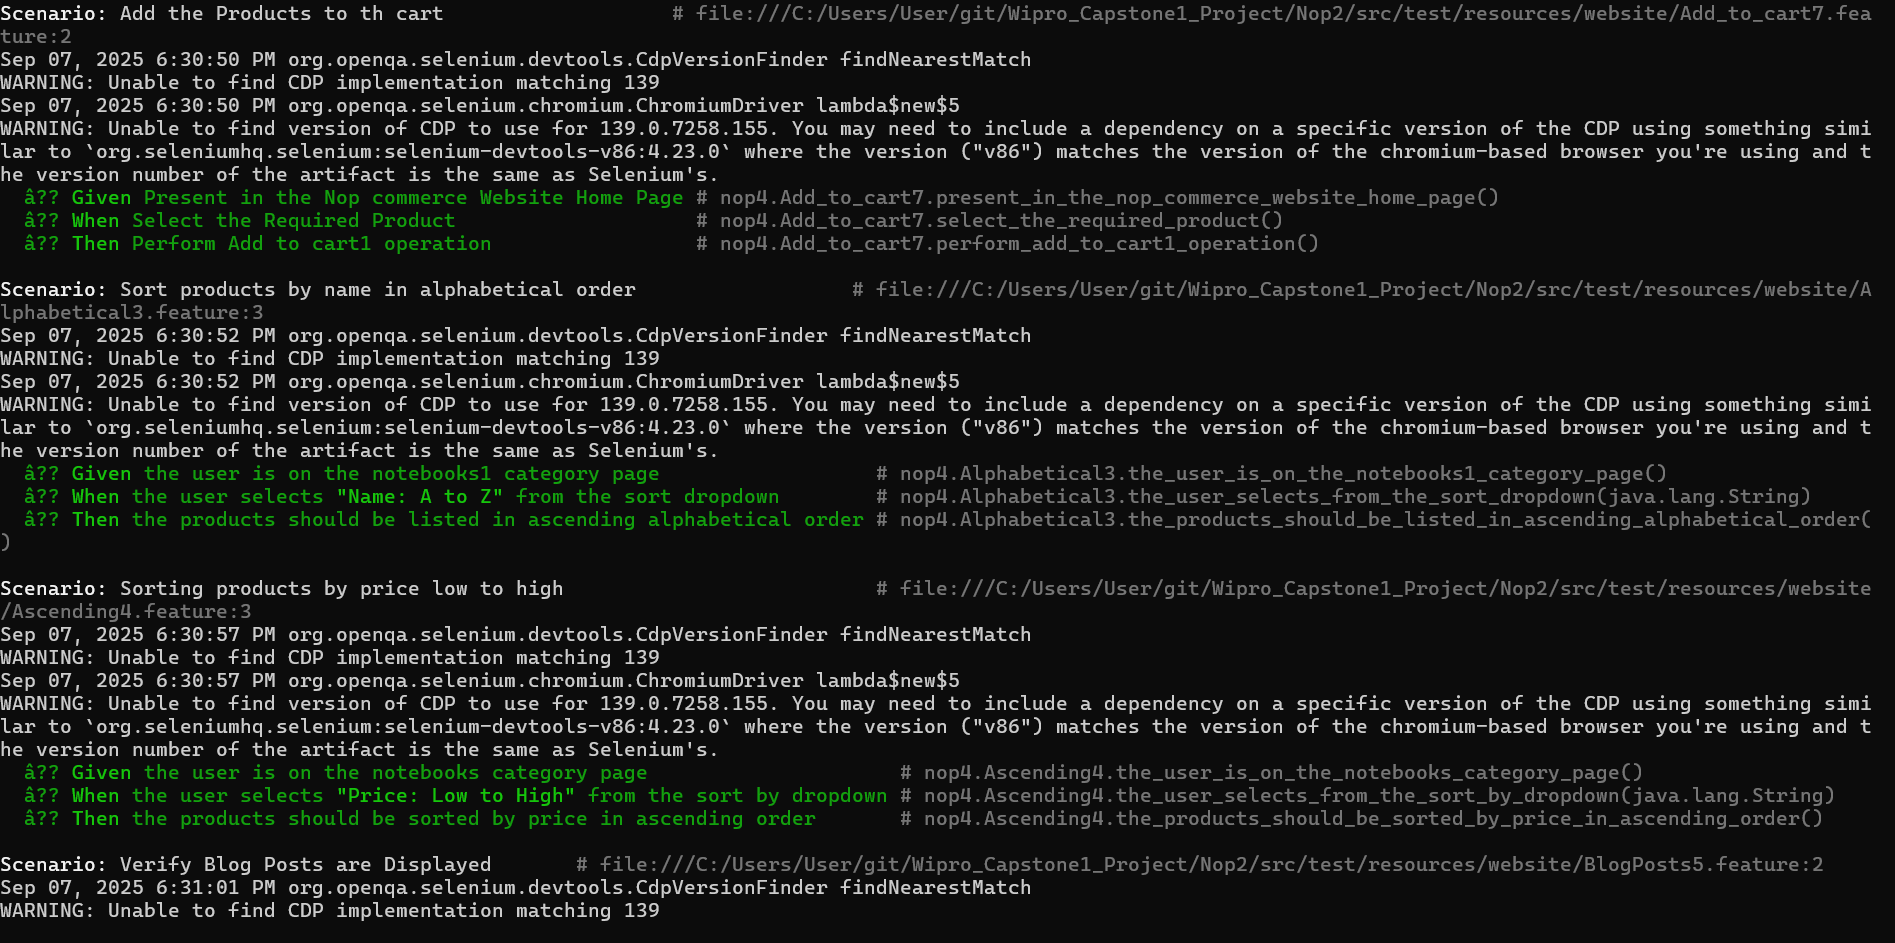 Scenario: Add the Products to th cart                   # file:///C:/Users/User/git/Wipro_Capstone1_Project/Nop2/src/test/resources/website/Add_to_cart7.fea
ture:2
Sep 07, 2025 6:30:50 PM org.openqa.selenium.devtools.CdpVersionFinder findNearestMatch
WARNING: Unable to find CDP implementation matching 139
Sep 07, 2025 6:30:50 PM org.openqa.selenium.chromium.ChromiumDriver lambda$new$5
WARNING: Unable to find version of CDP to use for 139.0.7258.155. You may need to include a dependency on a specific version of the CDP using something simi
lar to `org.seleniumhq.selenium:selenium-devtools-v86:4.23.0` where the version ("v86") matches the version of the chromium-based browser you're using and t
he version number of the artifact is the same as Selenium's.
  â?? Given Present in the Nop commerce Website Home Page # nop4.Add_to_cart7.present_in_the_nop_commerce_website_home_page()
  â?? When Select the Required Product                    # nop4.Add_to_cart7.select_the_required_product()
  â?? Then Perform Add to cart1 operation                 # nop4.Add_to_cart7.perform_add_to_cart1_operation()

Scenario: Sort products by name in alphabetical order                  # file:///C:/Users/User/git/Wipro_Capstone1_Project/Nop2/src/test/resources/website/A
lphabetical3.feature:3
Sep 07, 2025 6:30:52 PM org.openqa.selenium.devtools.CdpVersionFinder findNearestMatch
WARNING: Unable to find CDP implementation matching 139
Sep 07, 2025 6:30:52 PM org.openqa.selenium.chromium.ChromiumDriver lambda$new$5
WARNING: Unable to find version of CDP to use for 139.0.7258.155. You may need to include a dependency on a specific version of the CDP using something simi
lar to `org.seleniumhq.selenium:selenium-devtools-v86:4.23.0` where the version ("v86") matches the version of the chromium-based browser you're using and t
he version number of the artifact is the same as Selenium's.
  â?? Given the user is on the notebooks1 category page                  # nop4.Alphabetical3.the_user_is_on_the_notebooks1_category_page()
  â?? When the user selects "Name: A to Z" from the sort dropdown        # nop4.Alphabetical3.the_user_selects_from_the_sort_dropdown(java.lang.String)
  â?? Then the products should be listed in ascending alphabetical order # nop4.Alphabetical3.the_products_should_be_listed_in_ascending_alphabetical_order(
)

Scenario: Sorting products by price low to high                          # file:///C:/Users/User/git/Wipro_Capstone1_Project/Nop2/src/test/resources/website
/Ascending4.feature:3
Sep 07, 2025 6:30:57 PM org.openqa.selenium.devtools.CdpVersionFinder findNearestMatch
WARNING: Unable to find CDP implementation matching 139
Sep 07, 2025 6:30:57 PM org.openqa.selenium.chromium.ChromiumDriver lambda$new$5
WARNING: Unable to find version of CDP to use for 139.0.7258.155. You may need to include a dependency on a specific version of the CDP using something simi
lar to `org.seleniumhq.selenium:selenium-devtools-v86:4.23.0` where the version ("v86") matches the version of the chromium-based browser you're using and t
he version number of the artifact is the same as Selenium's.
  â?? Given the user is on the notebooks category page                     # nop4.Ascending4.the_user_is_on_the_notebooks_category_page()
  â?? When the user selects "Price: Low to High" from the sort by dropdown # nop4.Ascending4.the_user_selects_from_the_sort_by_dropdown(java.lang.String)
  â?? Then the products should be sorted by price in ascending order       # nop4.Ascending4.the_products_should_be_sorted_by_price_in_ascending_order()

Scenario: Verify Blog Posts are Displayed       # file:///C:/Users/User/git/Wipro_Capstone1_Project/Nop2/src/test/resources/website/BlogPosts5.feature:2
Sep 07, 2025 6:31:01 PM org.openqa.selenium.devtools.CdpVersionFinder findNearestMatch
WARNING: Unable to find CDP implementation matching 139